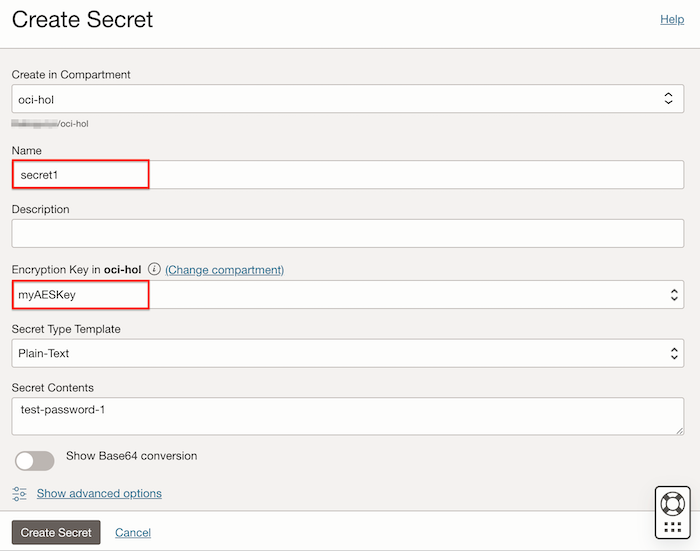 Create Secret
Help
Create in Compartment
oci-hol
/oci-hol
Name
secret1
Description
Encryption Key in oci-hol (Change compartment)
myAESKey
Secret Type Template
Plain-Text
Secret Contents
test-password-1
Show Base64 conversion
Show advanced options
Create Secret Cancel